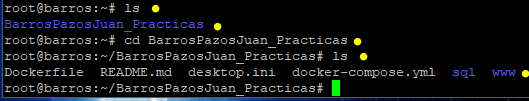 root@barros:~# ls
BarrosPazosJuan_Practicas
root@barros:~# cd BarrosPazosJuan_Practicas
root@barros:~/BarrosPazosJuan_Practicas# ls
Dockerfile  README.md  desktop.ini  docker-compose.yml  sql  www
root@barros:~/BarrosPazosJuan_Practicas#